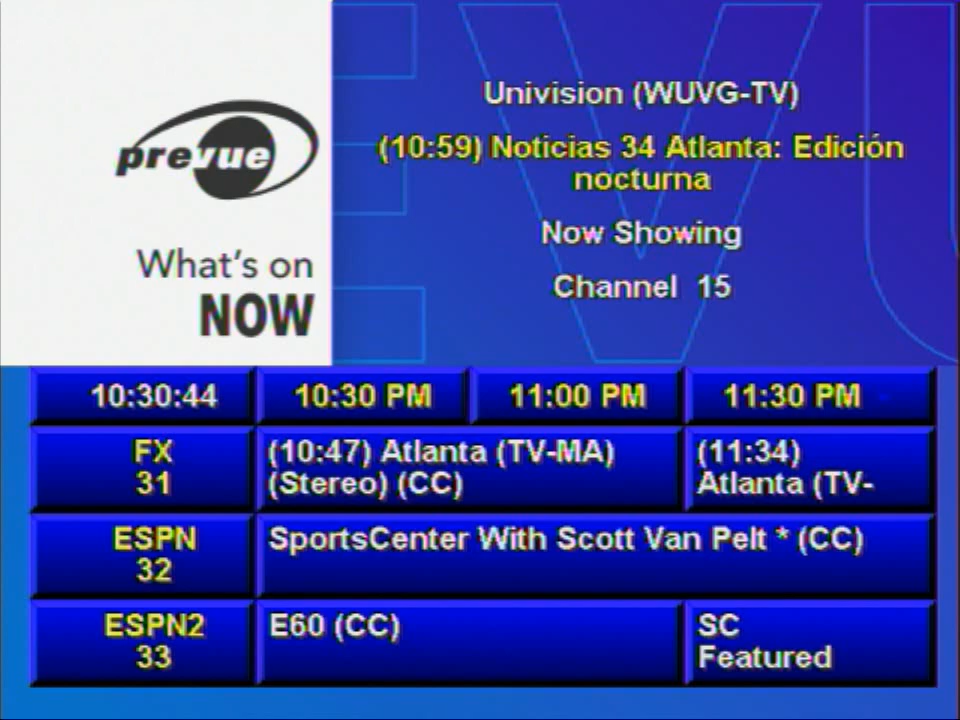 prevue
What's on
NOW
Univision (WUVG-TV)
(10:59) Noticias 34 Atlanta: Edición
nocturna
Now Showing
Channel 15
10:30:44 10:30 PM 11:00 PM 11:30 PM
FX
31
(10:47) Atlanta (TV-MA)
(Stereo) (CC)
(11:34)
Atlanta (TV-
ESPN
32
SportsCenter With Scott Van Pelt * (CC)
ESPN2
33
E60 (CC)
SC
Featured